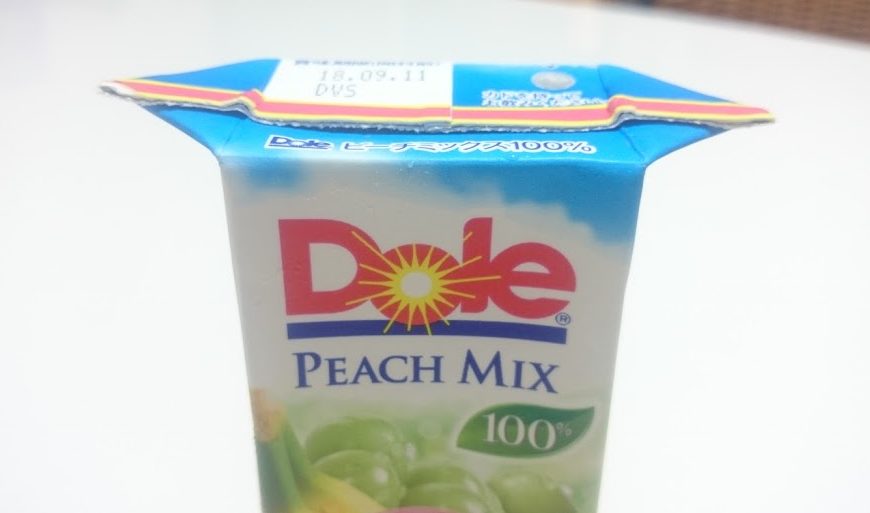 18.09.11
DVS
Dole ピーチミックス100%
Dole®
PEACH MIX
100%